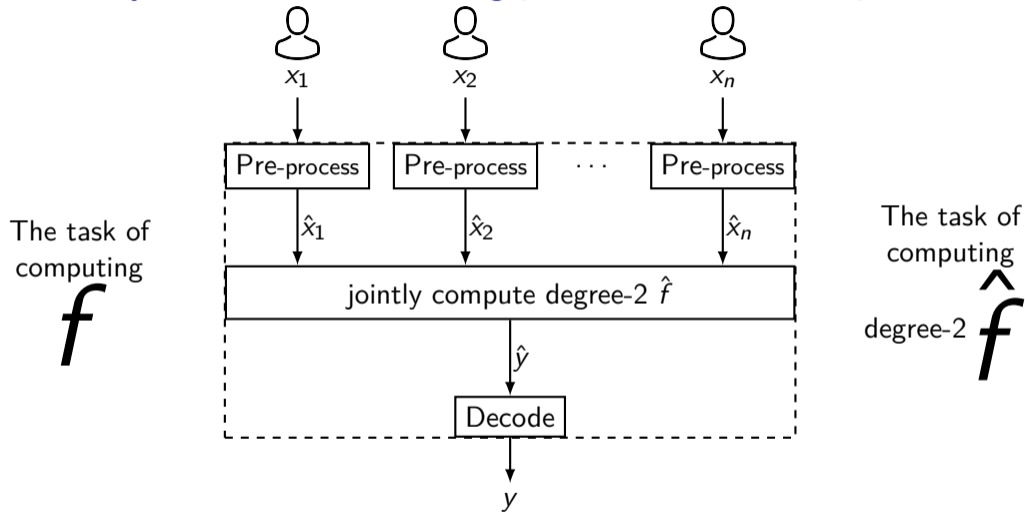 x₁ x₂ xₙ
Pre-process Pre-process ··· Pre-process
x̂₁ x̂₂ x̂ₙ
The task of
computing
f
jointly compute degree-2 f̂
The task of
computing
degree-2 f̂
ŷ
Decode
y